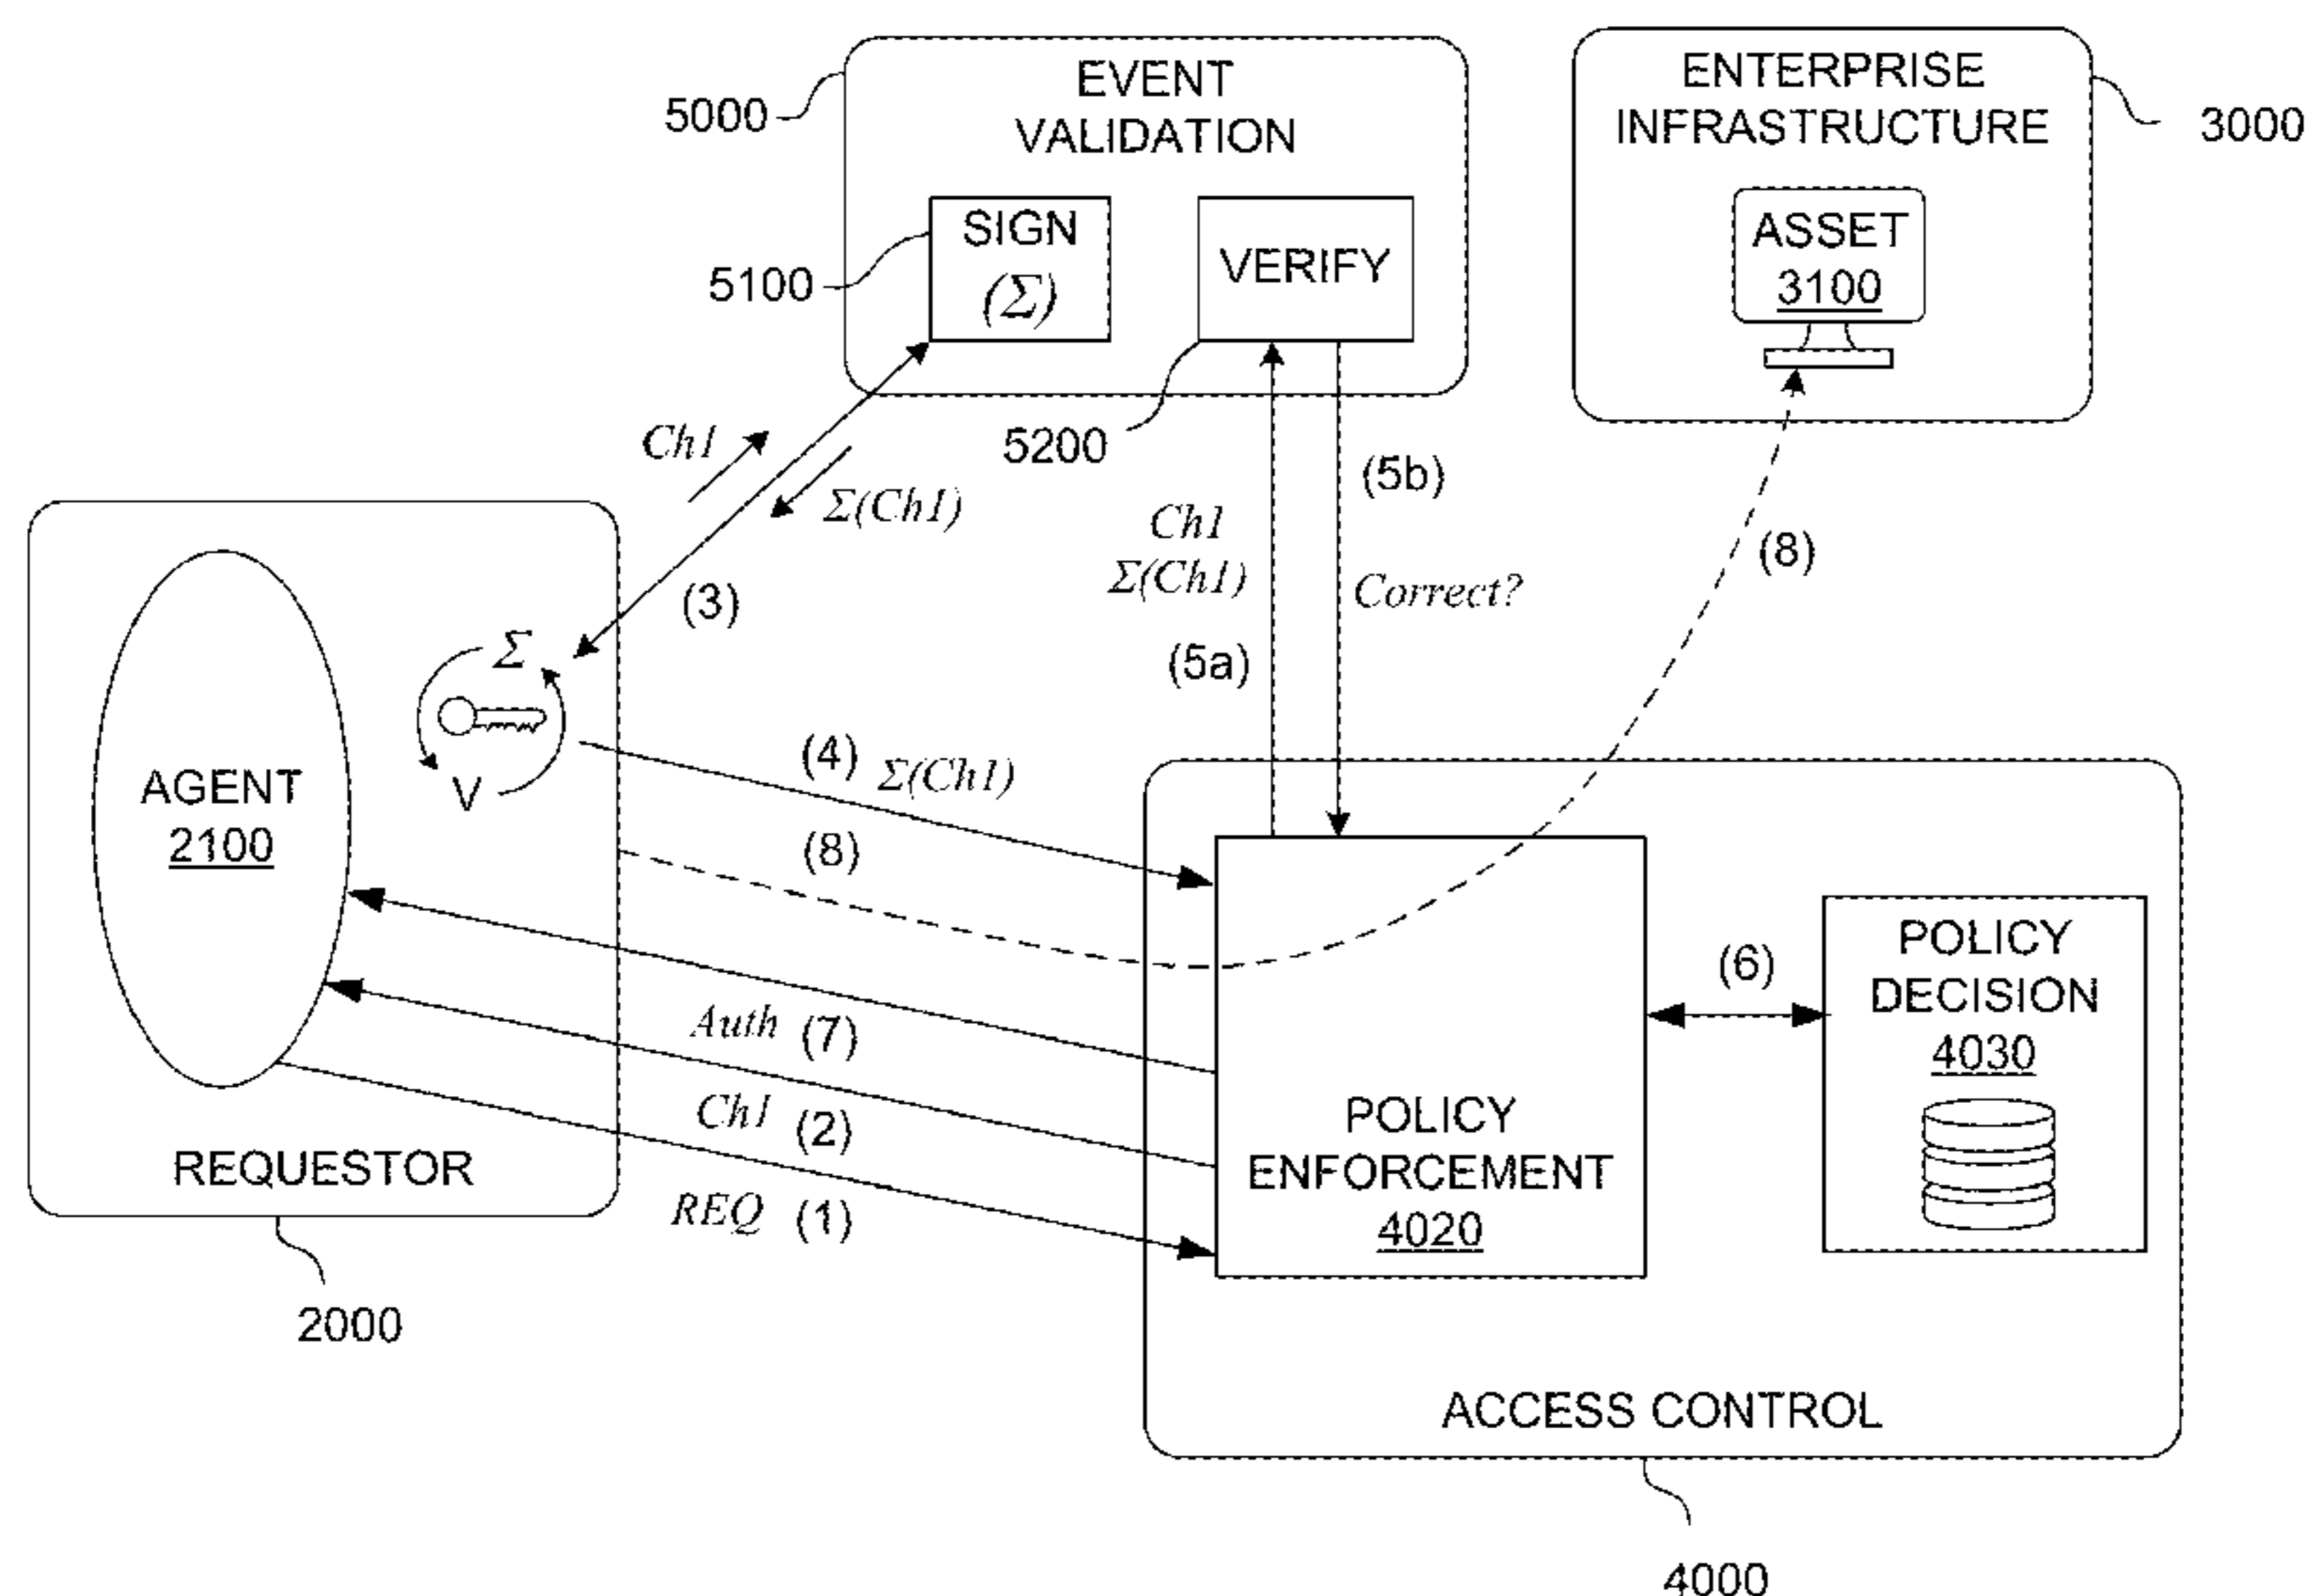 EVENT
VALIDATION
5000
SIGN
(Σ)
5100
VERIFY
5200
ENTERPRISE
INFRASTRUCTURE
3000
ASSET
3100
Ch1
Σ(Ch1)
(3)
Ch1
Σ(Ch1)
(5a)
(5b)
Correct?
(8)
AGENT
2100
Σ
V
REQUESTOR
2000
(4) Σ(Ch1)
(8)
Auth (7)
Ch1 (2)
REQ (1)
POLICY
ENFORCEMENT
4020
(6)
POLICY
DECISION
4030
ACCESS CONTROL
4000